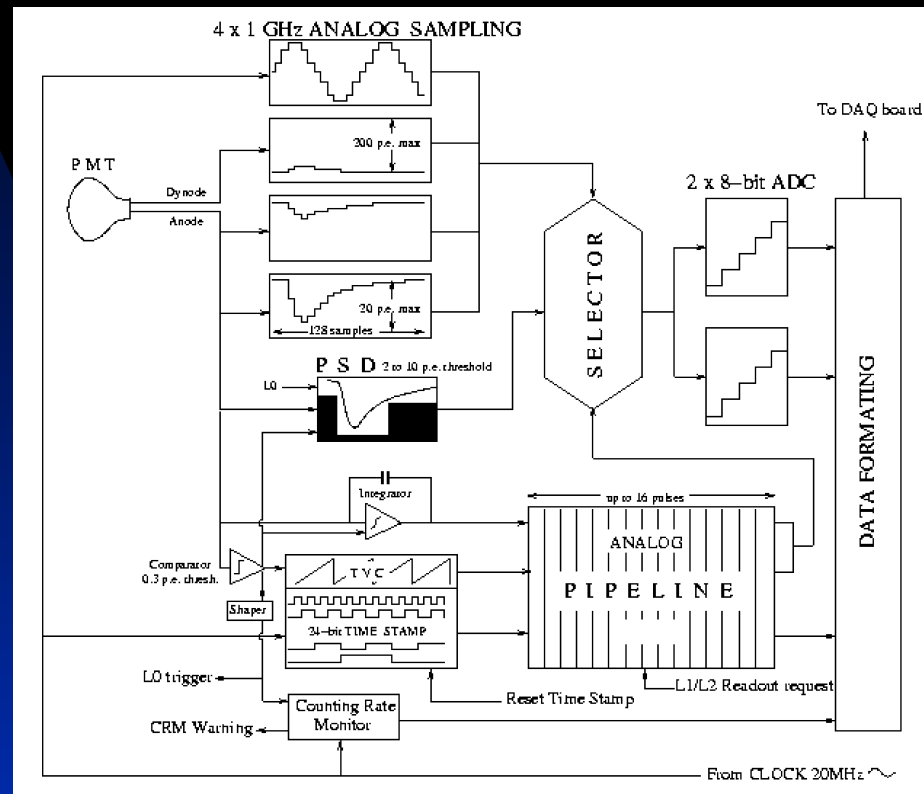 4 x 1 GHz ANALOG SAMPLING
200 p.e. max
To DAQ board
PMT
Dynode
Anode
2 x 8-bit ADC
20 p.e. max
128 samples
SELECTOR
PSD 2 to 10 p.e. threshold
L0
DATA FORMATING
Integrator
up to 16 pulses
ANALOG
PIPELINE
Comparator
0.3 p.e. thresh.
TVC
Shaper
24-bit TIME STAMP
L0 trigger
Reset Time Stamp
L1/L2 Readout request
Counting Rate
Monitor
CRM Warning
From CLOCK 20MHz